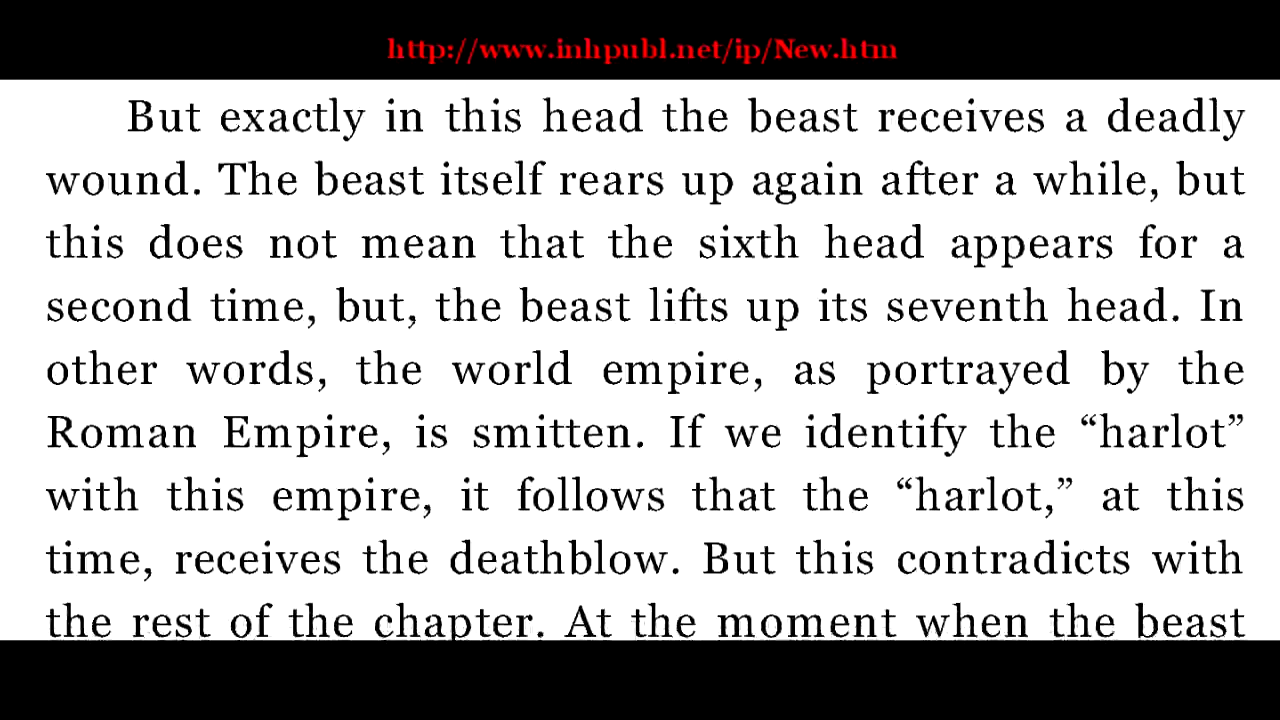 http://www.inhpubl.net/ip/New.htm
But exactly in this head the beast receives a deadly
wound. The beast itself rears up again after a while, but
this does not mean that the sixth head appears for a
second time, but, the beast lifts up its seventh head. In
other words, the world empire, as portrayed by the
Roman Empire, is smitten. If we identify the “harlot”
with this empire, it follows that the “harlot,” at this
time, receives the deathblow. But this contradicts with
the rest of the chapter. At the moment when the beast